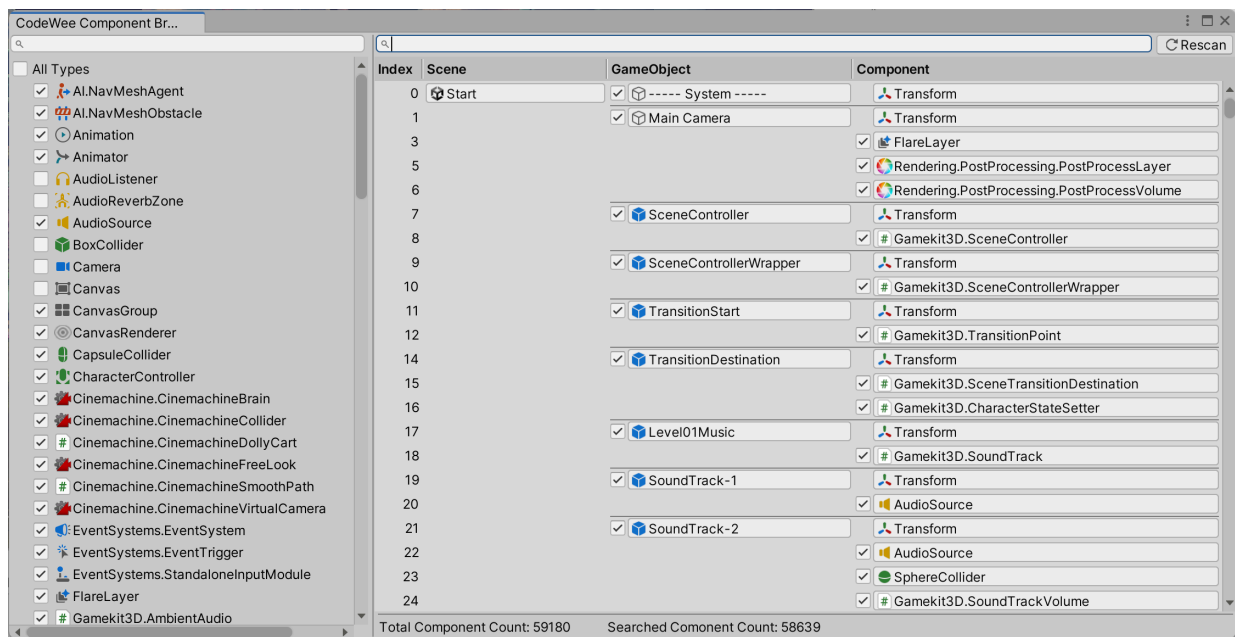 CodeWee Component Br...
Rescan
All Types
AI.NavMeshAgent
AI.NavMeshObstacle
Animation
Animator
AudioListener
AudioReverbZone
AudioSource
BoxCollider
Camera
Canvas
CanvasGroup
CanvasRenderer
CapsuleCollider
CharacterController
Cinemachine.CinemachineBrain
Cinemachine.CinemachineCollider
Cinemachine.CinemachineDollyCart
Cinemachine.CinemachineFreeLook
Cinemachine.CinemachineSmoothPath
Cinemachine.CinemachineVirtualCamera
EventSystems.EventSystem
EventSystems.EventTrigger
EventSystems.StandaloneInputModule
FlareLayer
Gamekit3D.AmbientAudio
Index Scene GameObject Component
0 Start ----- System ----- Transform
1 Main Camera Transform
3 FlareLayer
5 Rendering.PostProcessing.PostProcessLayer
6 Rendering.PostProcessing.PostProcessVolume
7 SceneController Transform
8 # Gamekit3D.SceneController
9 SceneControllerWrapper Transform
10 # Gamekit3D.SceneControllerWrapper
11 TransitionStart Transform
12 # Gamekit3D.TransitionPoint
14 TransitionDestination Transform
15 # Gamekit3D.SceneTransitionDestination
16 # Gamekit3D.CharacterStateSetter
17 Level01Music Transform
18 # Gamekit3D.SoundTrack
19 SoundTrack-1 Transform
20 AudioSource
21 SoundTrack-2 Transform
22 AudioSource
23 SphereCollider
24 # Gamekit3D.SoundTrackVolume
Total Component Count: 59180 Searched Comonent Count: 58639